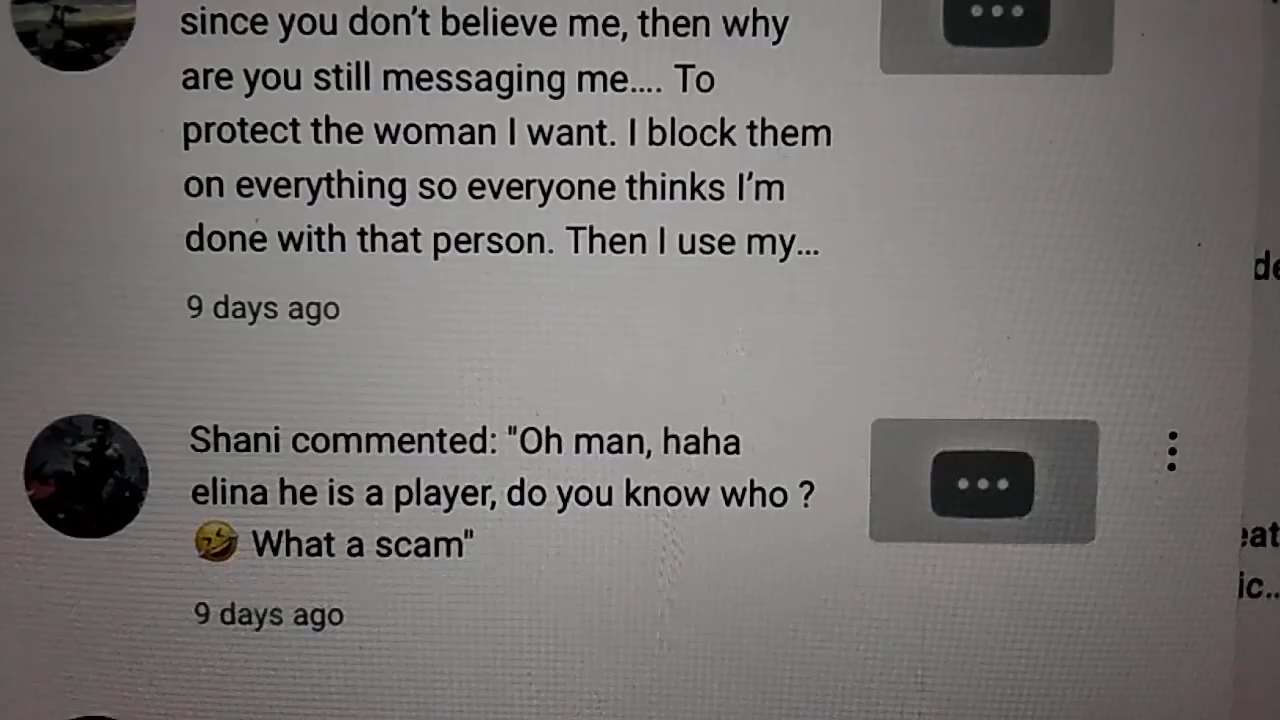 since you don't believe me, then why
are you still messaging me.... To
protect the woman I want. I block them
on everything so everyone thinks I'm
done with that person. Then I use my...
9 days ago
Shani commented: "Oh man, haha
elina he is a player, do you know who ?
🤣 What a scam"
9 days ago